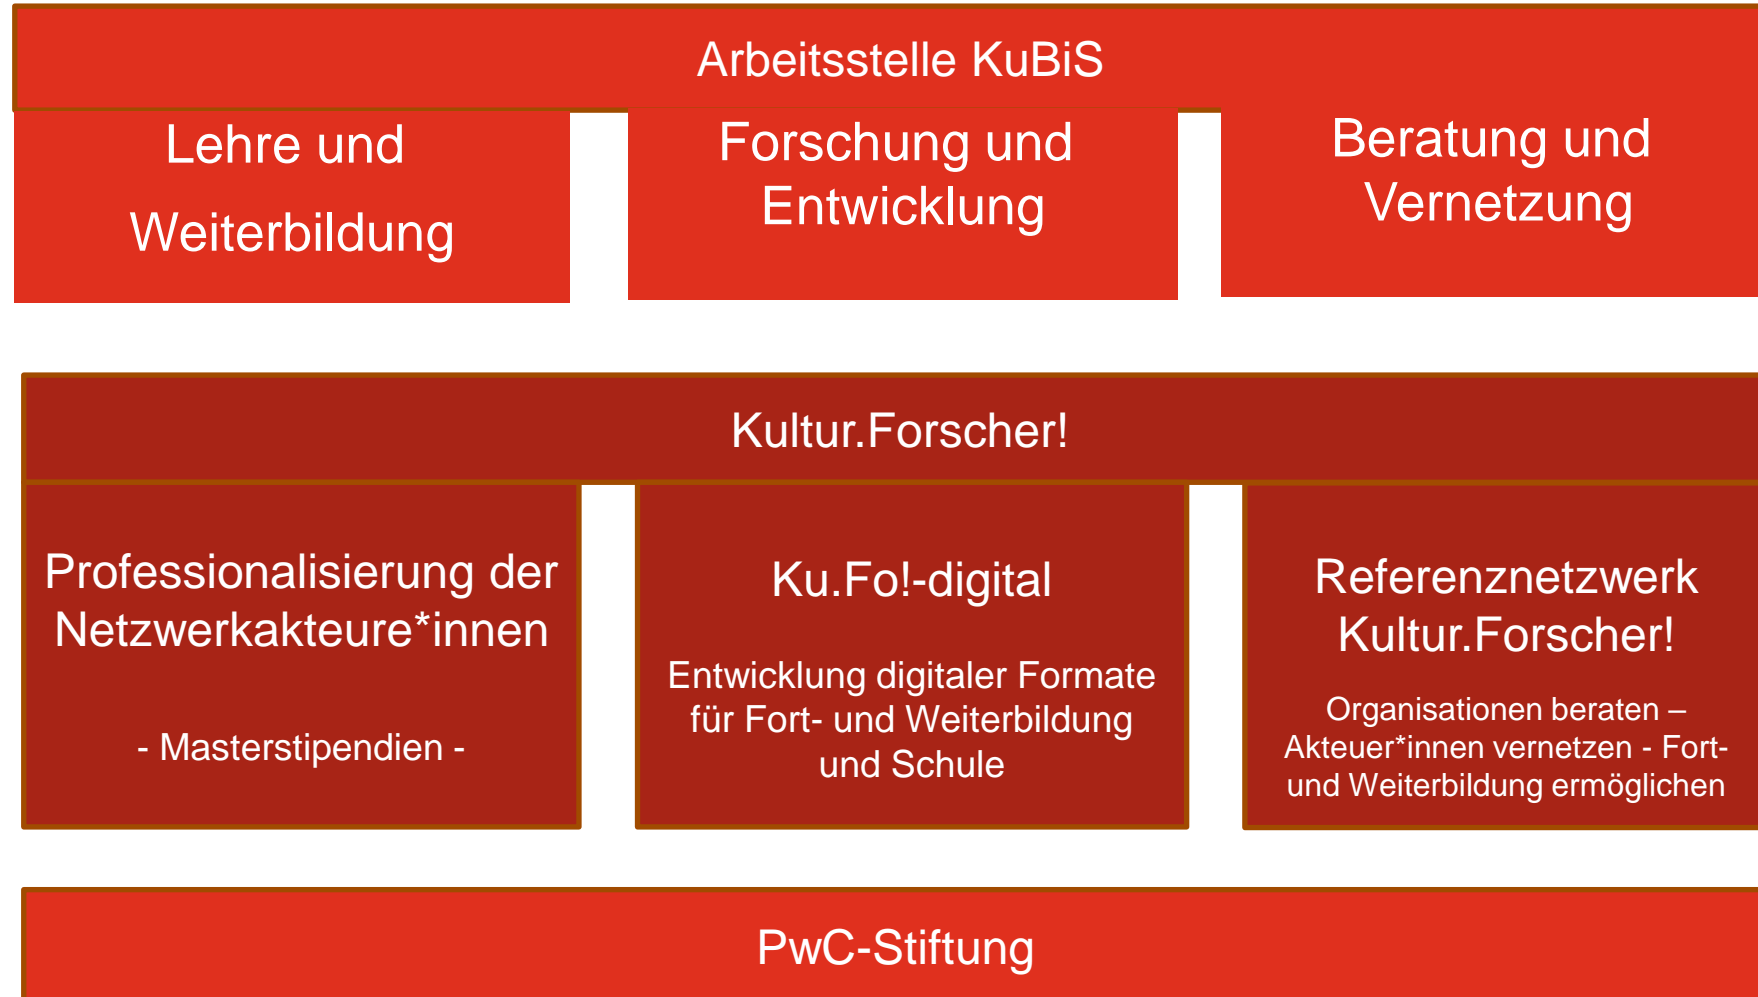 Arbeitsstelle KuBiS
Lehre und
Weiterbildung
Forschung und
Entwicklung
Beratung und
Vernetzung
Kultur.Forscher!
Professionalisierung der
Netzwerkakteure*innen
- Masterstipendien -
Ku.Fo!-digital
Entwicklung digitaler Formate
für Fort- und Weiterbildung
und Schule
Referenznetzwerk
Kultur.Forscher!
Organisationen beraten –
Akteuer*innen vernetzen - Fort-
und Weiterbildung ermöglichen
PwC-Stiftung